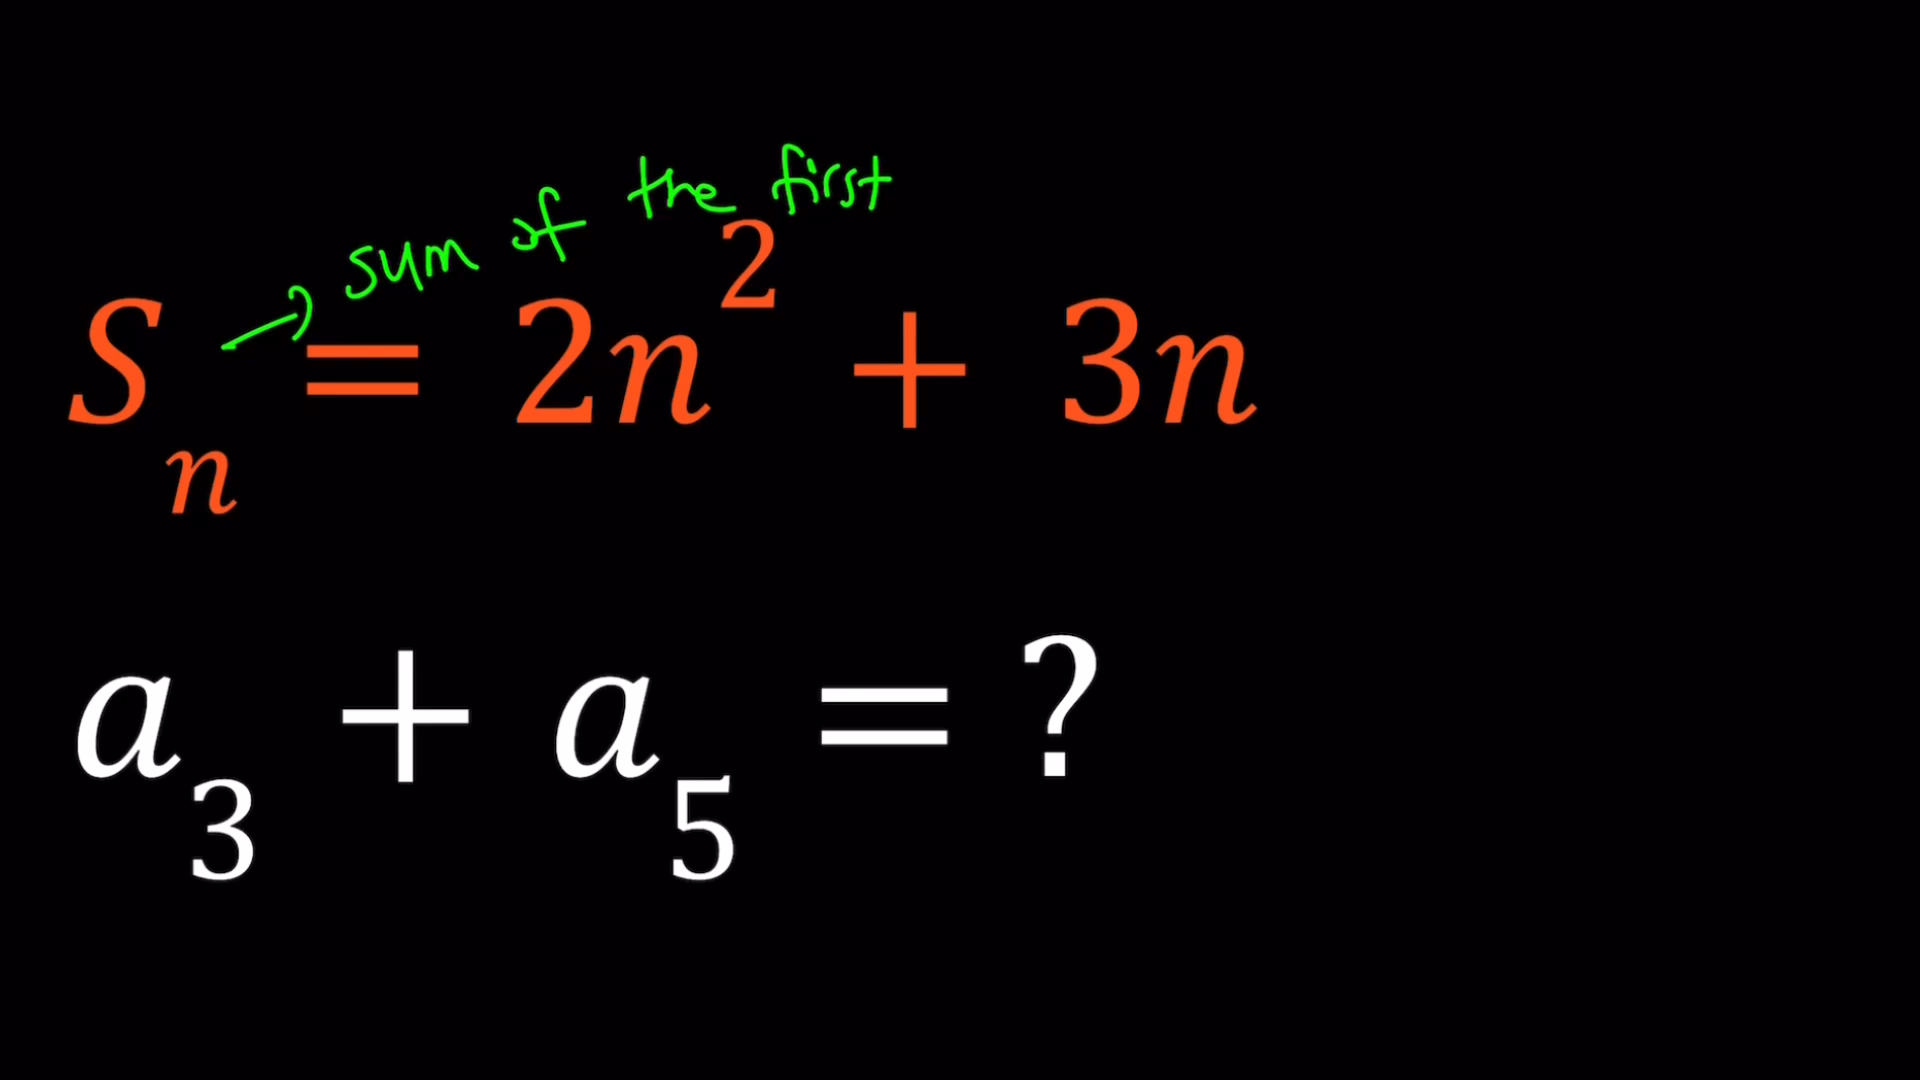 → sum of the first
Sₙ = 2n² + 3n
a₃ + a₅ = ?